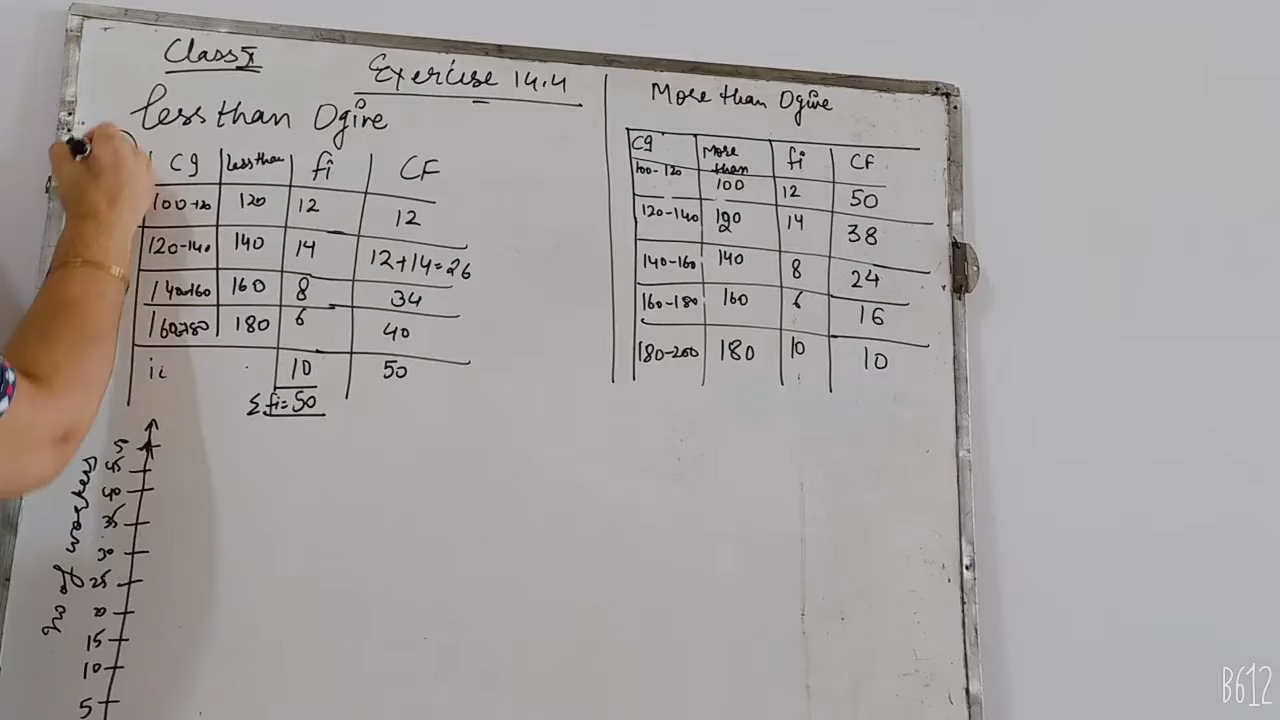 Class X
Exercise 14.4
less than Ogive
CI less than fi CF
100-120 120 12 12
120-140 140 14 12+14=26
140-160 160 8 34
160-180 180 6 40
10 50
Σfi=50
50
45
40
35
30
25
20
15
10
5
no of workers
More than Ogive
CI More than fi CF
100-120 100 12 50
120-140 120 14 38
140-160 140 8 24
160-180 160 6 16
180-200 180 10 10
B612